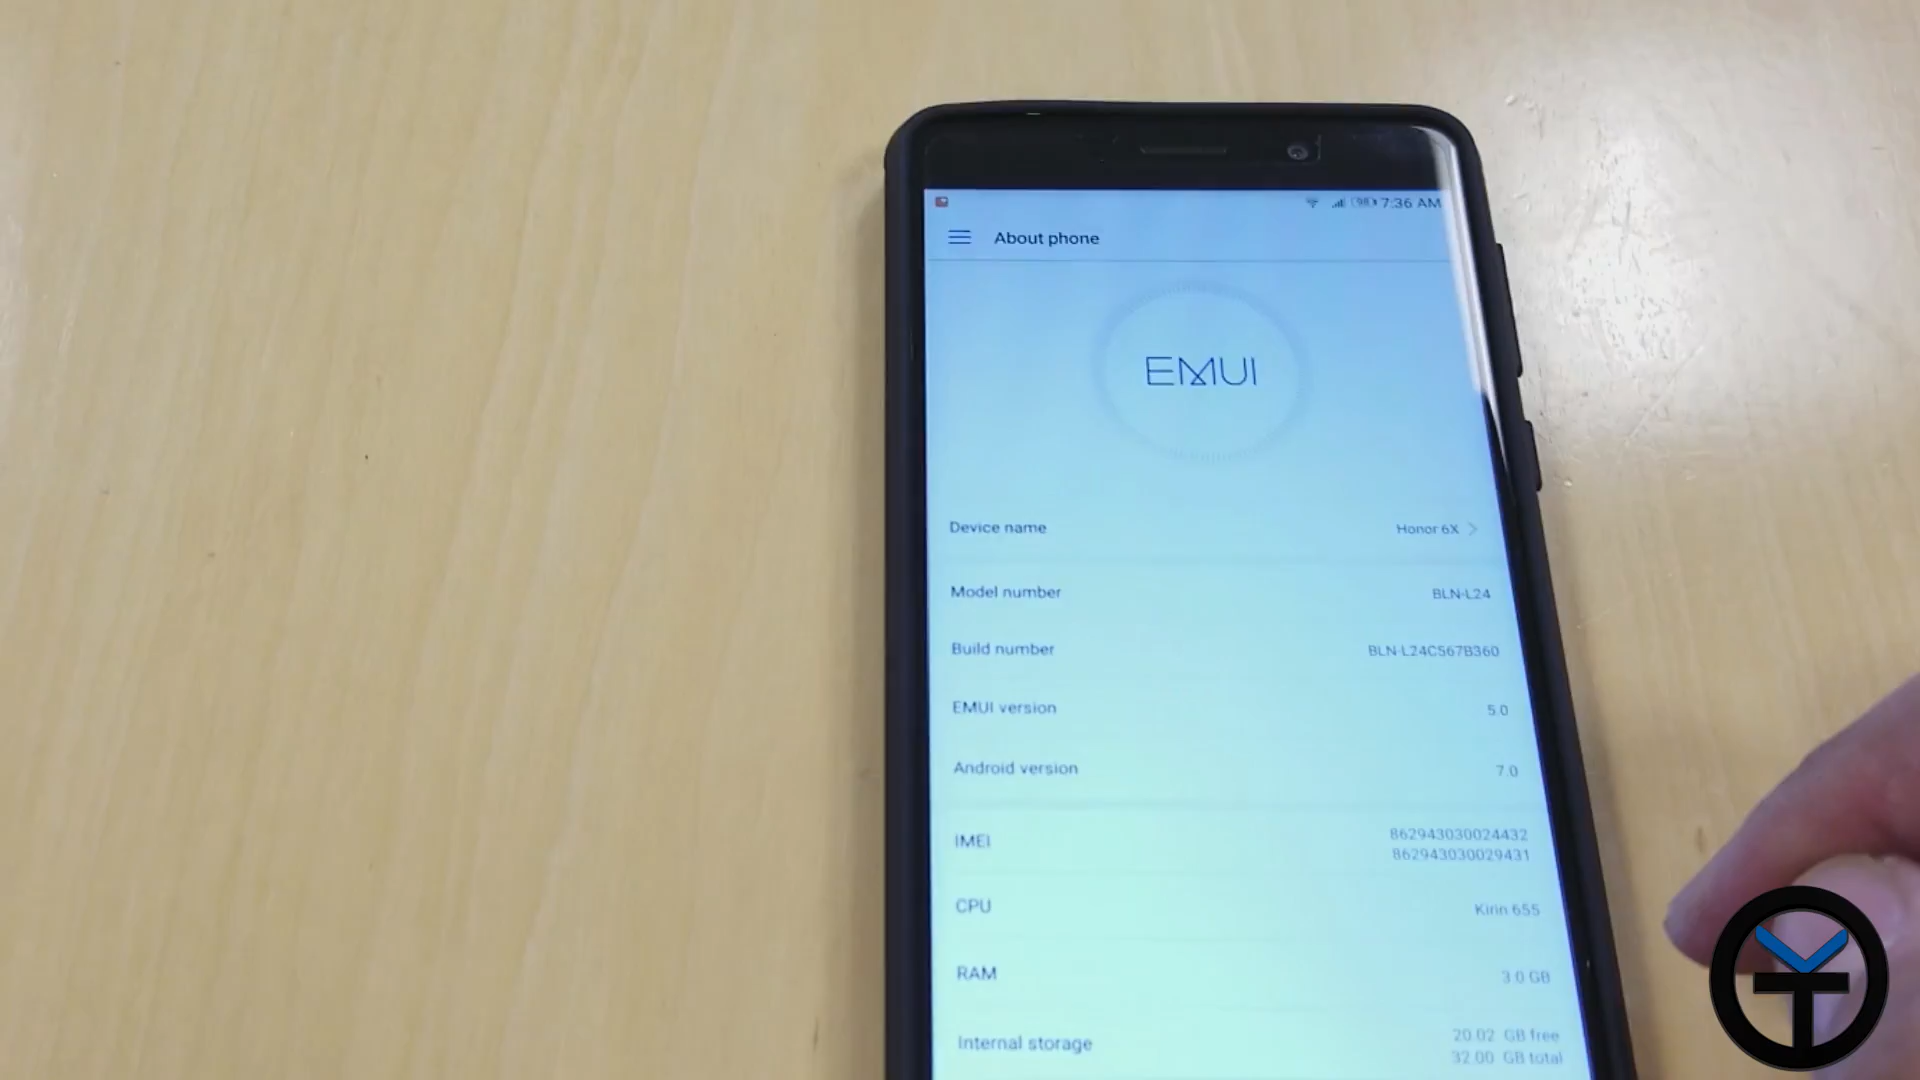 98 7:36 AM
About phone
EMUI
Device name Honor 6X
Model number BLN-L24
Build number BLN-L24C567B360
EMUI version 5.0
Android version 7.0
IMEI 862943030024432
862943030029431
CPU Kirin 655
RAM 3.0 GB
Internal storage 20.02 GB free
32.00 GB total